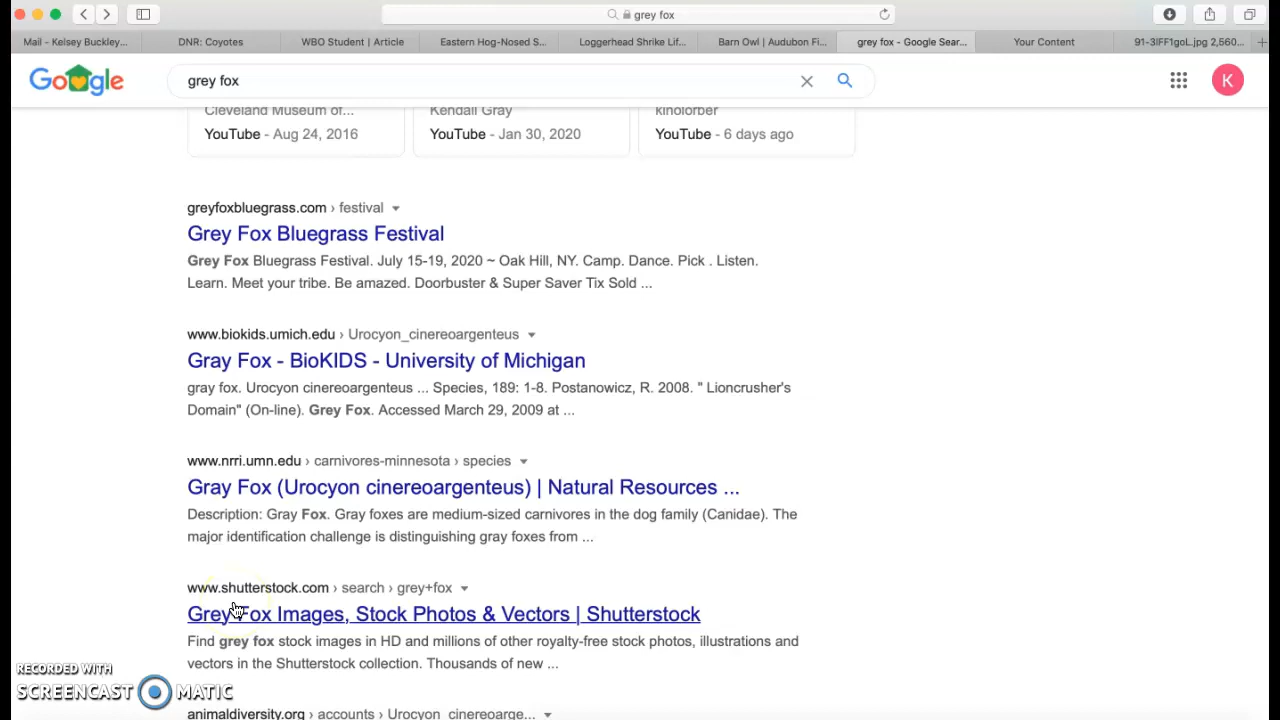 grey fox
Mail - Kelsey Buckley...
DNR: Coyotes
WBO Student | Article
Eastern Hog-Nosed S...
Loggerhead Shrike Lif...
Barn Owl | Audubon Fi...
grey fox - Google Sear...
Your Content
91-3IFF1goL.jpg 2,560...
Google
grey fox
K
Cleveland Museum of...
YouTube - Aug 24, 2016
Kendall Gray
YouTube - Jan 30, 2020
kinolorber
YouTube - 6 days ago
greyfoxbluegrass.com › festival
Grey Fox Bluegrass Festival
Grey Fox Bluegrass Festival. July 15-19, 2020 ~ Oak Hill, NY. Camp. Dance. Pick . Listen.
Learn. Meet your tribe. Be amazed. Doorbuster & Super Saver Tix Sold ...
www.biokids.umich.edu › Urocyon_cinereoargenteus
Gray Fox - BioKIDS - University of Michigan
gray fox. Urocyon cinereoargenteus ... Species, 189: 1-8. Postanowicz, R. 2008. " Lioncrusher's
Domain" (On-line). Grey Fox. Accessed March 29, 2009 at ...
www.nrri.umn.edu › carnivores-minnesota › species
Gray Fox (Urocyon cinereoargenteus) | Natural Resources ...
Description: Gray Fox. Gray foxes are medium-sized carnivores in the dog family (Canidae). The
major identification challenge is distinguishing gray foxes from ...
www.shutterstock.com › search › grey+fox
Grey Fox Images, Stock Photos & Vectors | Shutterstock
Find grey fox stock images in HD and millions of other royalty-free stock photos, illustrations and
vectors in the Shutterstock collection. Thousands of new ...
animaldiversity.org › accounts › Urocyon_cinereoarge...
RECORDED WITH
SCREENCAST MATIC